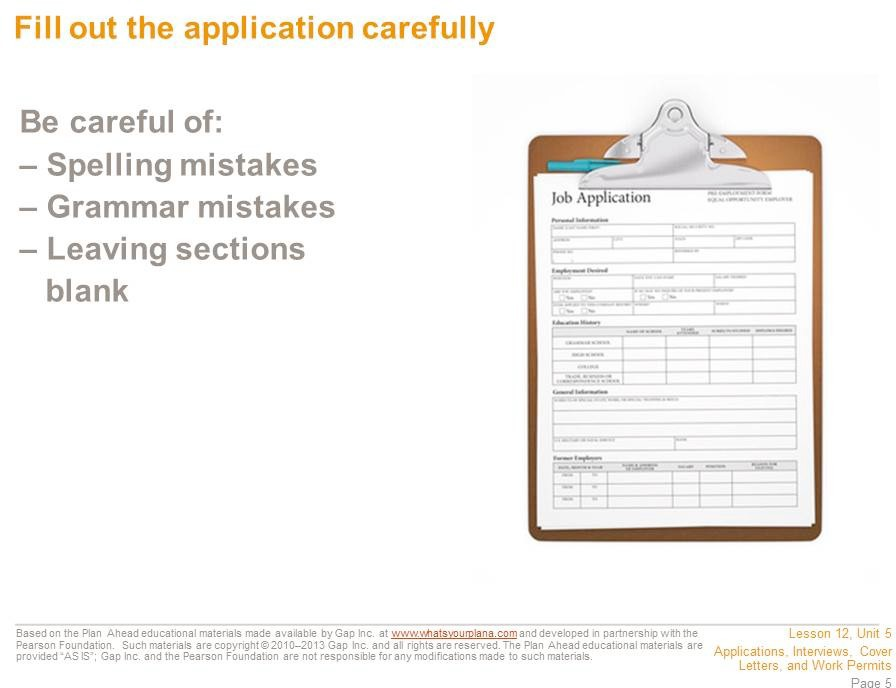 Fill out the application carefully
Be careful of:
– Spelling mistakes
– Grammar mistakes
– Leaving sections
blank
Job Application
PRE-EMPLOYMENT FORM
EQUAL OPPORTUNITY EMPLOYER
Personal Information
Employment Desired
Education History
NAME OF SCHOOL
GRAMMAR SCHOOL
HIGH SCHOOL
COLLEGE
TRADE, BUSINESS OR
CORRESPONDENCE SCHOOL
General Information
Former Employers
Based on the Plan Ahead educational materials made available by Gap Inc. at www.whatsyourplana.com and developed in partnership with the
Pearson Foundation. Such materials are copyright © 2010–2013 Gap Inc. and all rights are reserved. The Plan Ahead educational materials are
provided “AS IS”; Gap Inc. and the Pearson Foundation are not responsible for any modifications made to such materials.
Lesson 12, Unit 5
Applications, Interviews, Cover
Letters, and Work Permits
Page 5